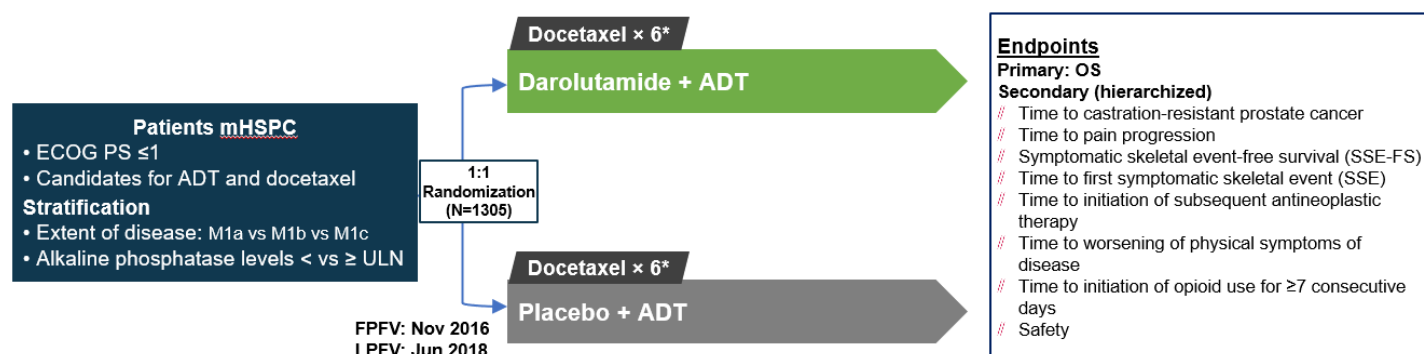 Patients mHSPC
• ECOG PS ≤1
• Candidates for ADT and docetaxel
Stratification
• Extent of disease: M1a vs M1b vs M1c
• Alkaline phosphatase levels < vs ≥ ULN
1:1
Randomization
(N=1305)
Docetaxel × 6*
Darolutamide + ADT
Docetaxel × 6*
Placebo + ADT
FPFV: Nov 2016
LPFV: Jun 2018
Endpoints
Primary: OS
Secondary (hierarchized)
// Time to castration-resistant prostate cancer
// Time to pain progression
// Symptomatic skeletal event-free survival (SSE-FS)
// Time to first symptomatic skeletal event (SSE)
// Time to initiation of subsequent antineoplastic
therapy
// Time to worsening of physical symptoms of
disease
// Time to initiation of opioid use for ≥7 consecutive
days
// Safety